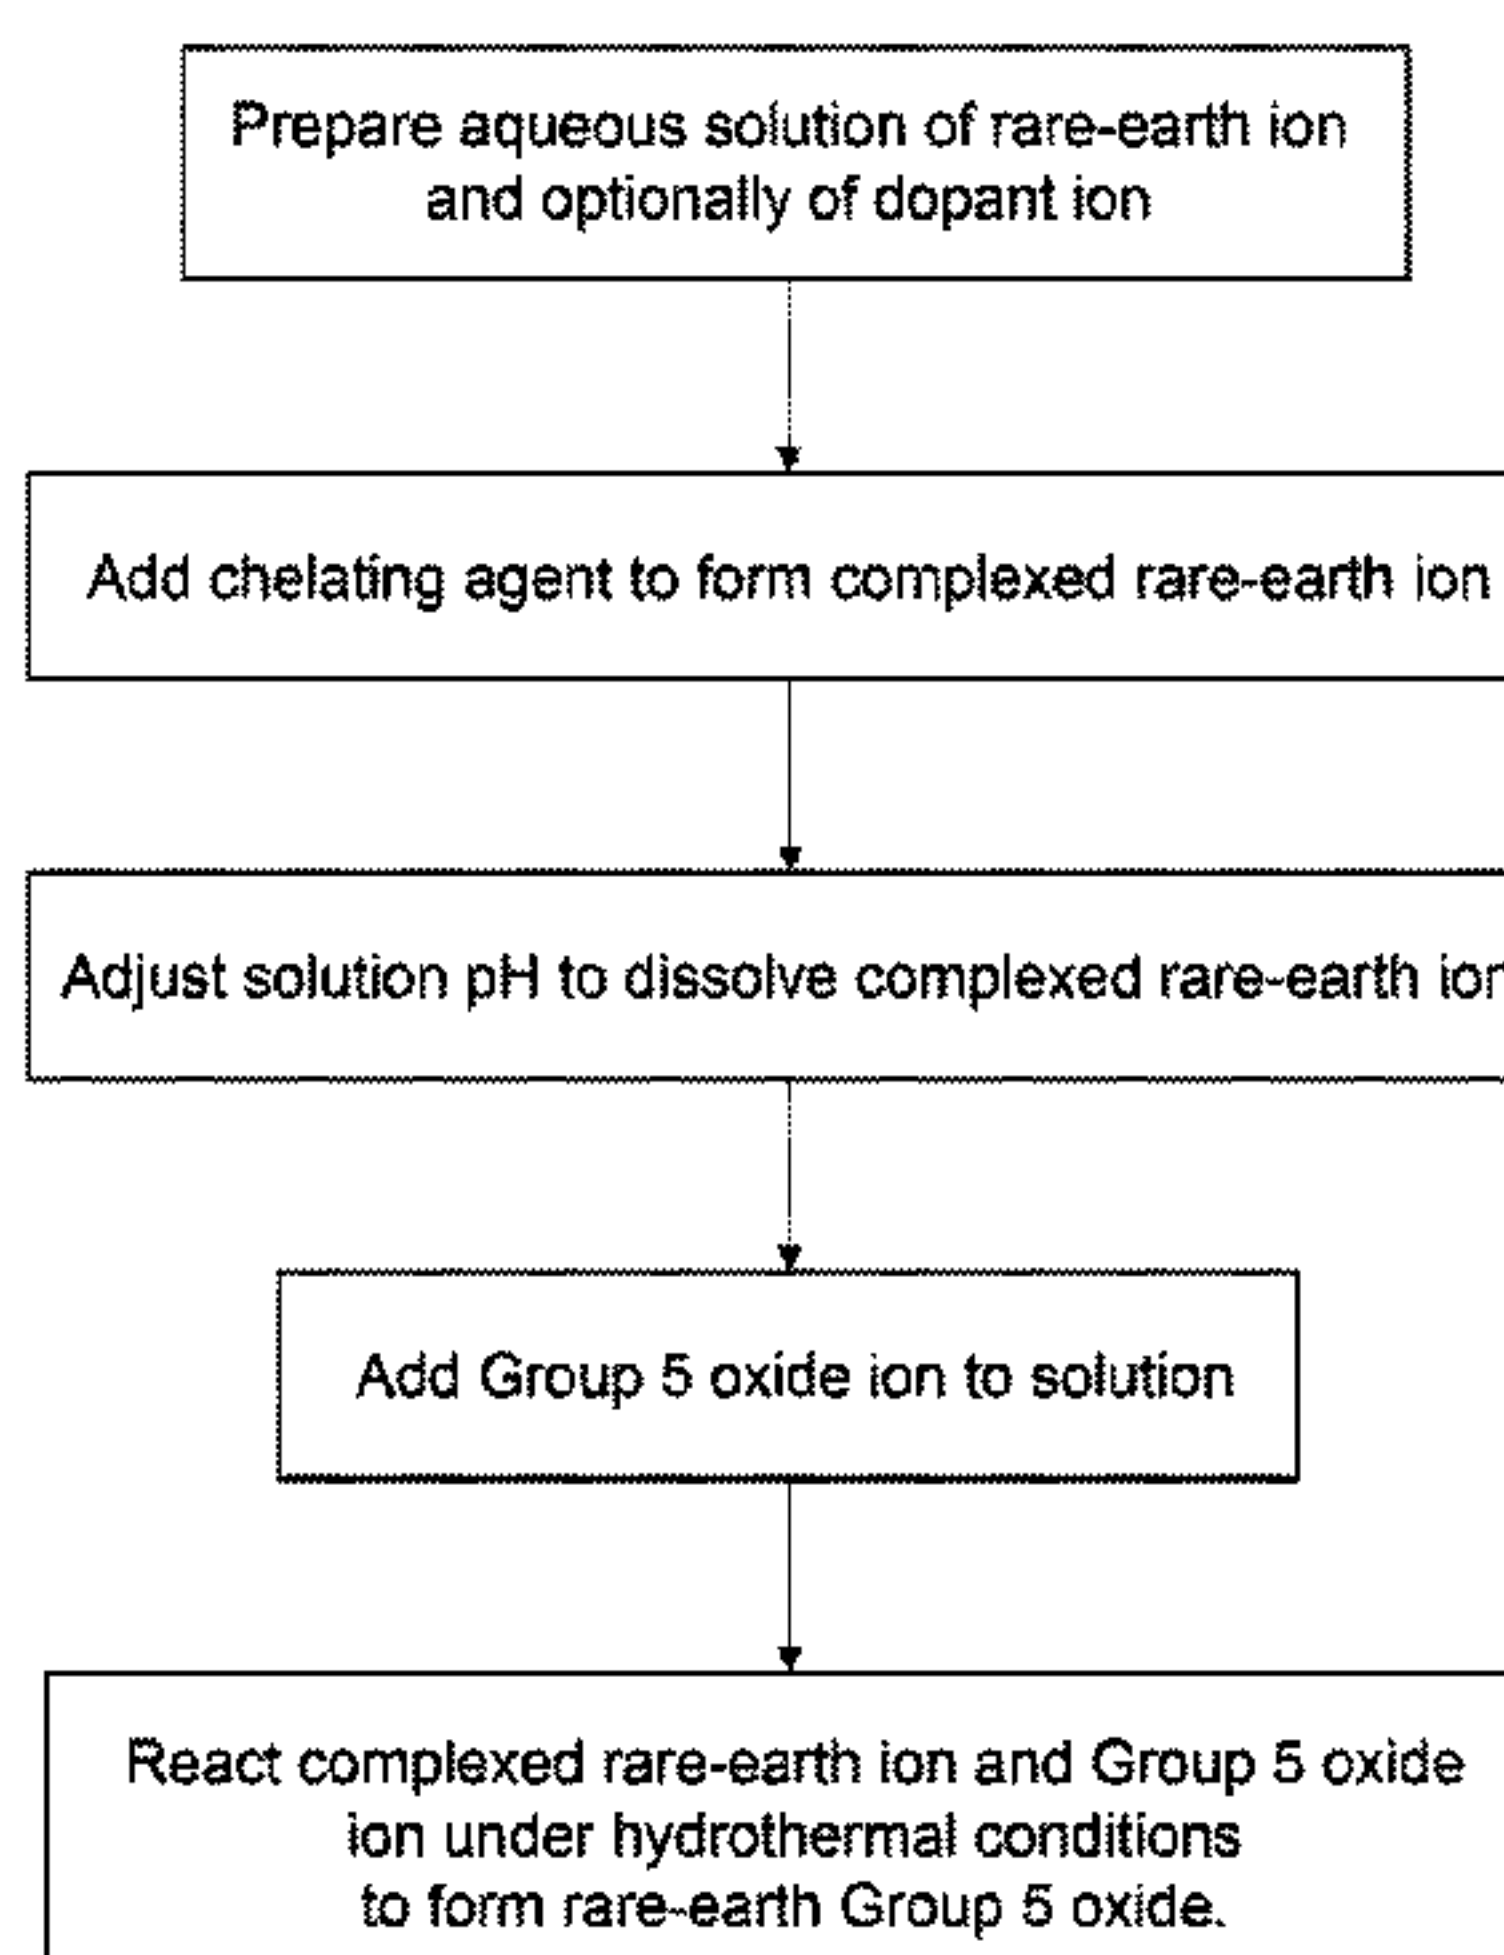 Prepare aqueous solution of rare-earth ion
and optionally of dopant ion
Add chelating agent to form complexed rare-earth ion
Adjust solution pH to dissolve complexed rare-earth ion
Add Group 5 oxide ion to solution
React complexed rare-earth ion and Group 5 oxide
ion under hydrothermal conditions
to form rare-earth Group 5 oxide.